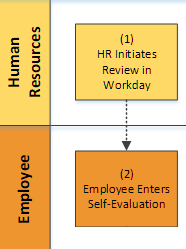 Human
Resources
(1)
HR Initiates
Review in
Workday
Employee
(2)
Employee Enters
Self-Evaluation